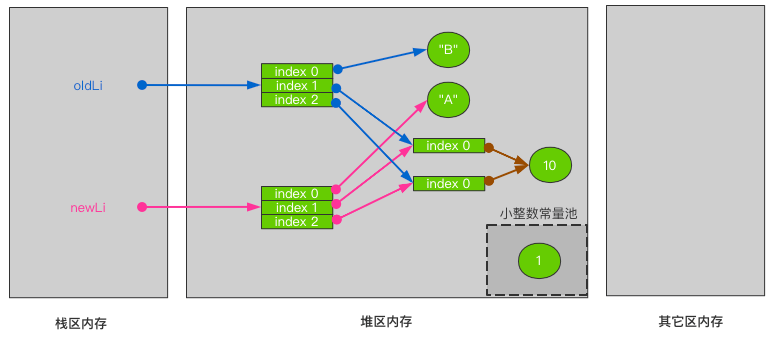 "B"
index 0
oldLi
index 1
"A"
index 2
index 0
10
index 0
index 0
newLi
index 1
小整数常量池
index 2
1
栈区内存
堆区内存
其它区内存